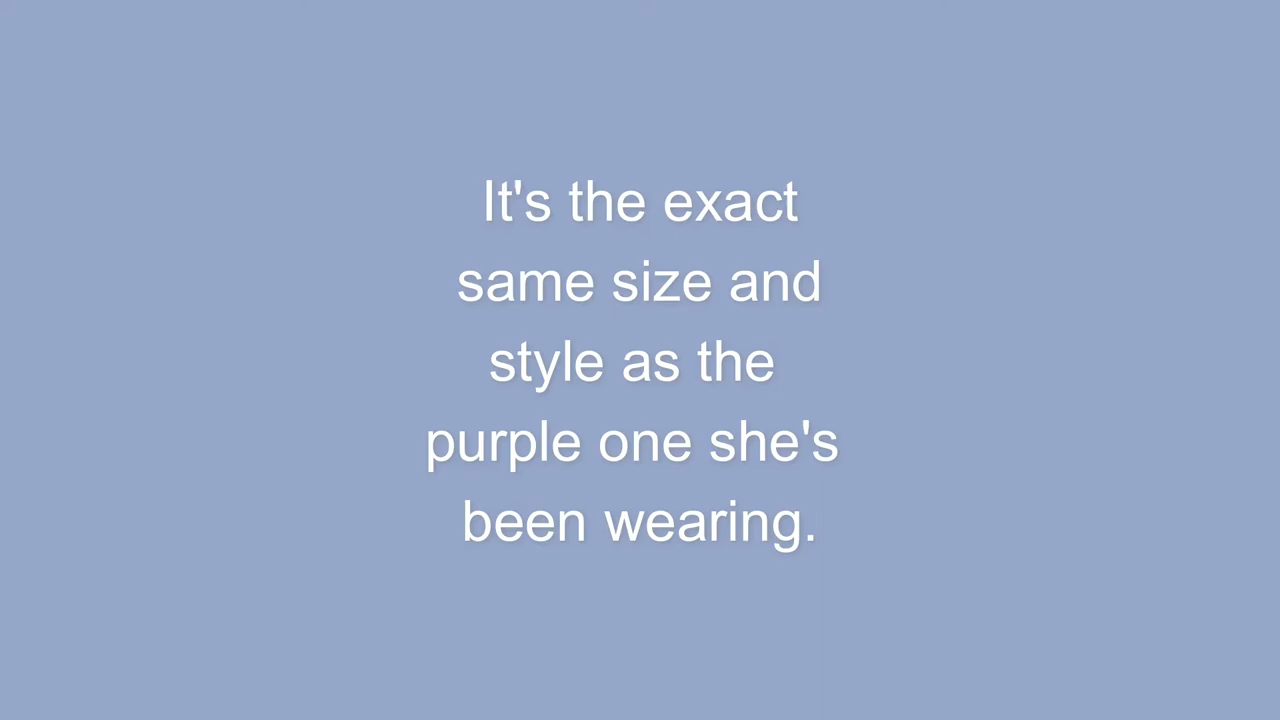 It's the exact
same size and
style as the
purple one she's
been wearing.